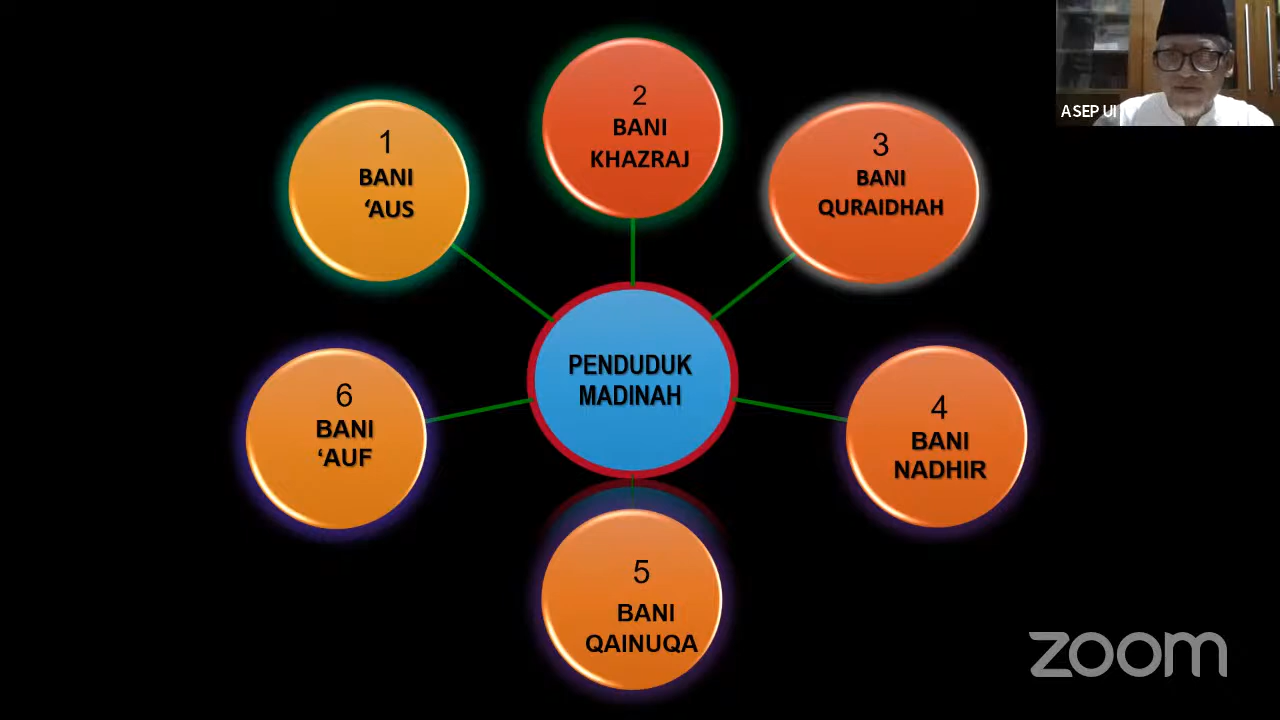 ASEP UI
PENDUDUK
MADINAH
1
BANI
‘AUS
2
BANI
KHAZRAJ
3
BANI
QURAIDHAH
4
BANI
NADHIR
5
BANI
QAINUQA
6
BANI
‘AUF
zoom